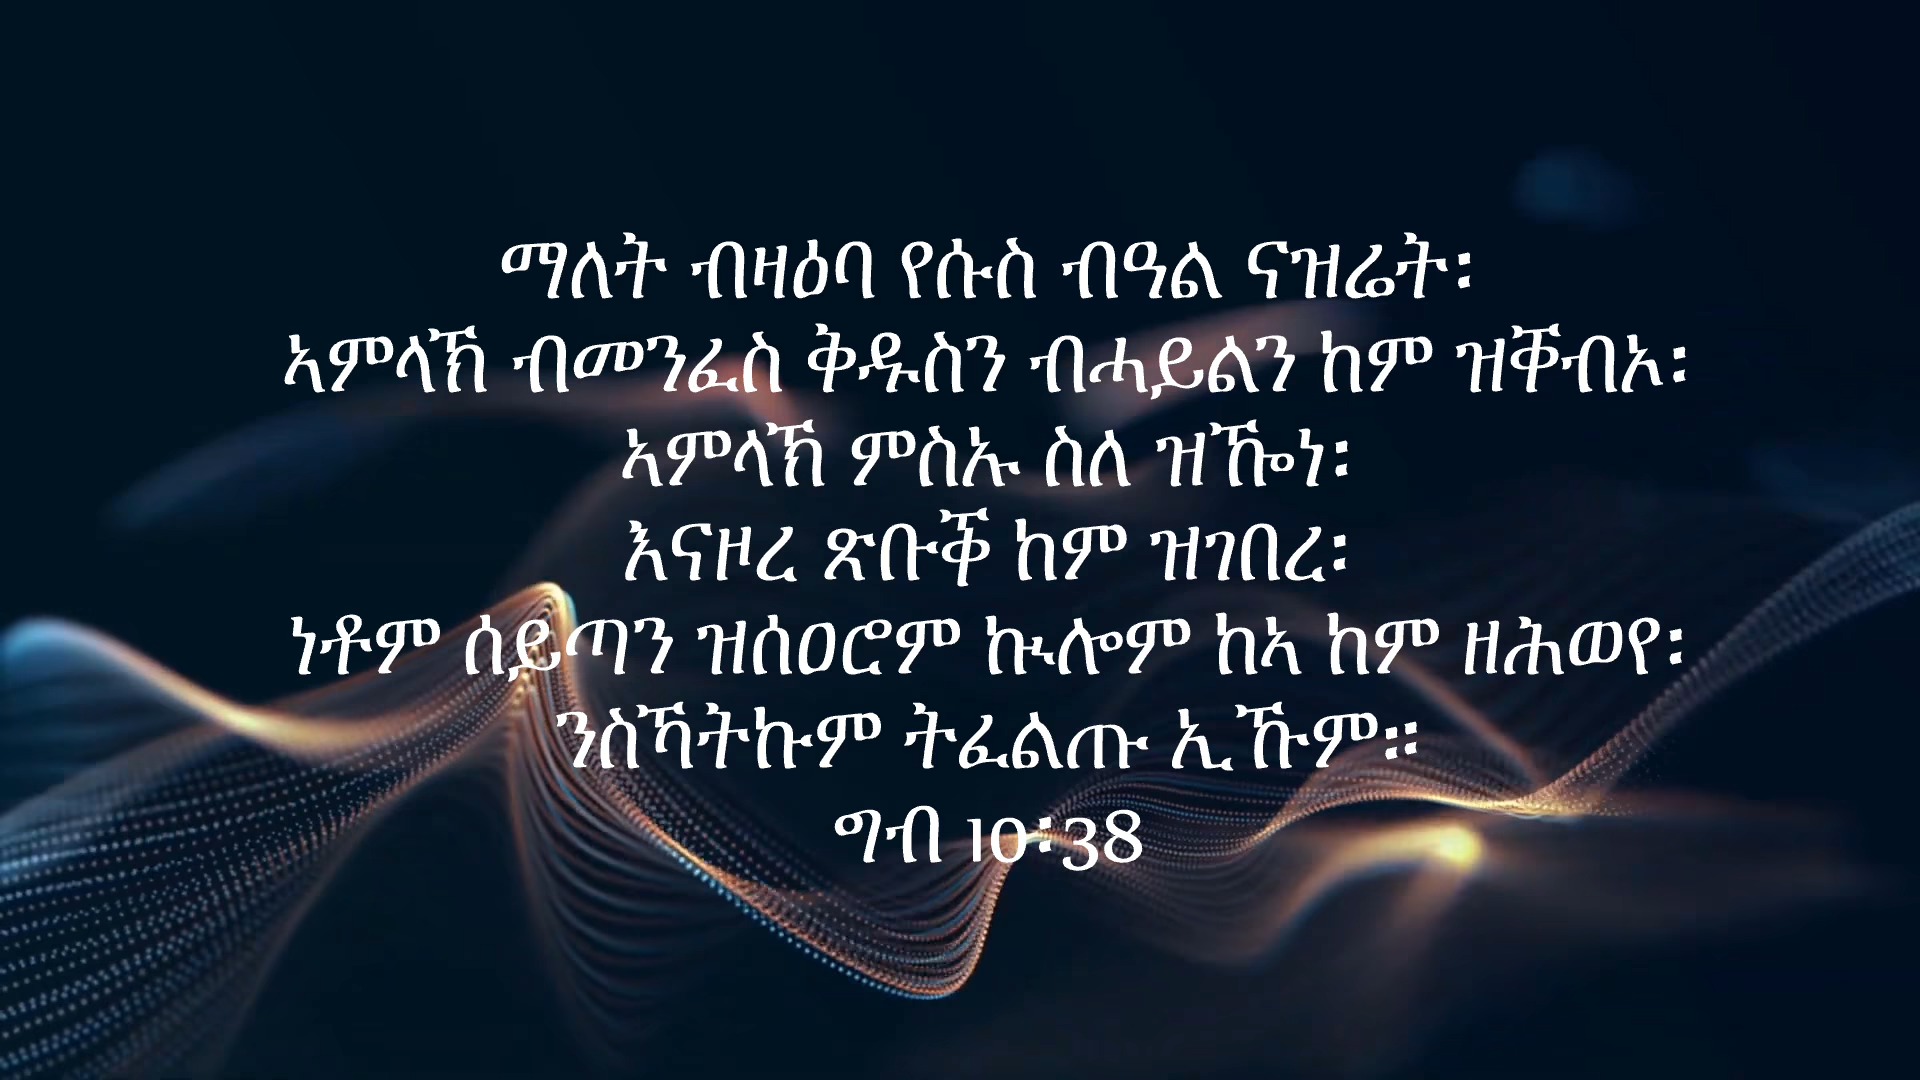 ማለት ብዛዕባ የሱስ ብዓል ናዝሬት፡
ኣምላኽ ብመንፈስ ቅዱስን ብሓይልን ከም ዝቐብኦ፡
ኣምላኽ ምስኡ ስለ ዝዀነ፡
እናዞረ ጽቡቕ ከም ዝገበረ፡
ነቶም ሰይጣን ዝሰዐሮም ኲሎም ከኣ ከም ዘሕወየ፡
ንስኻትኩም ትፈልጡ ኢኹም።
ግብ 10፡38